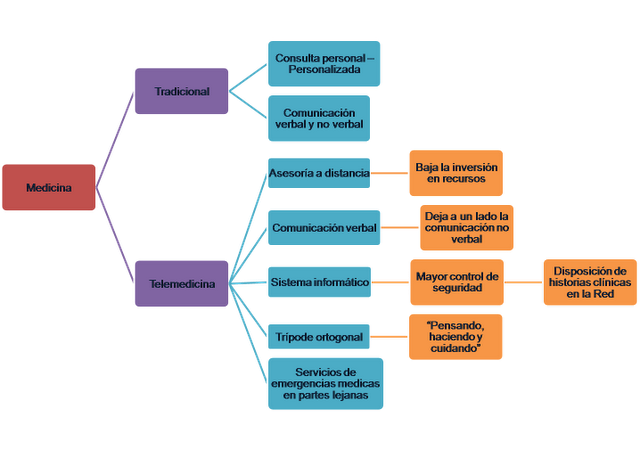 Medicina
Tradicional
Consulta personal –
Personalizada
Comunicación
verbal y no verbal
Telemedicina
Asesoría a distancia
Baja la inversión
en recursos
Comunicación verbal
Deja a un lado la
comunicación no
verbal
Sistema informático
Mayor control de
seguridad
Disposición de
historias clínicas
en la Red
Trípode ortogonal
“Pensando,
haciendo y
cuidando”
Servicios de
emergencias medicas
en partes lejanas